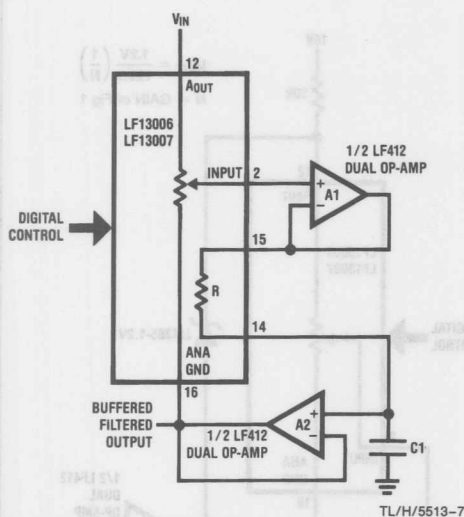 VIN
12
AOUT
LF13006
LF13007
INPUT
2
1/2 LF412
DUAL OP-AMP
+
A1
−
DIGITAL
CONTROL
15
R
14
ANA
GND
16
BUFFERED
FILTERED
OUTPUT
A2
+
−
1/2 LF412
DUAL OP-AMP
C1
TL/H/5513-7